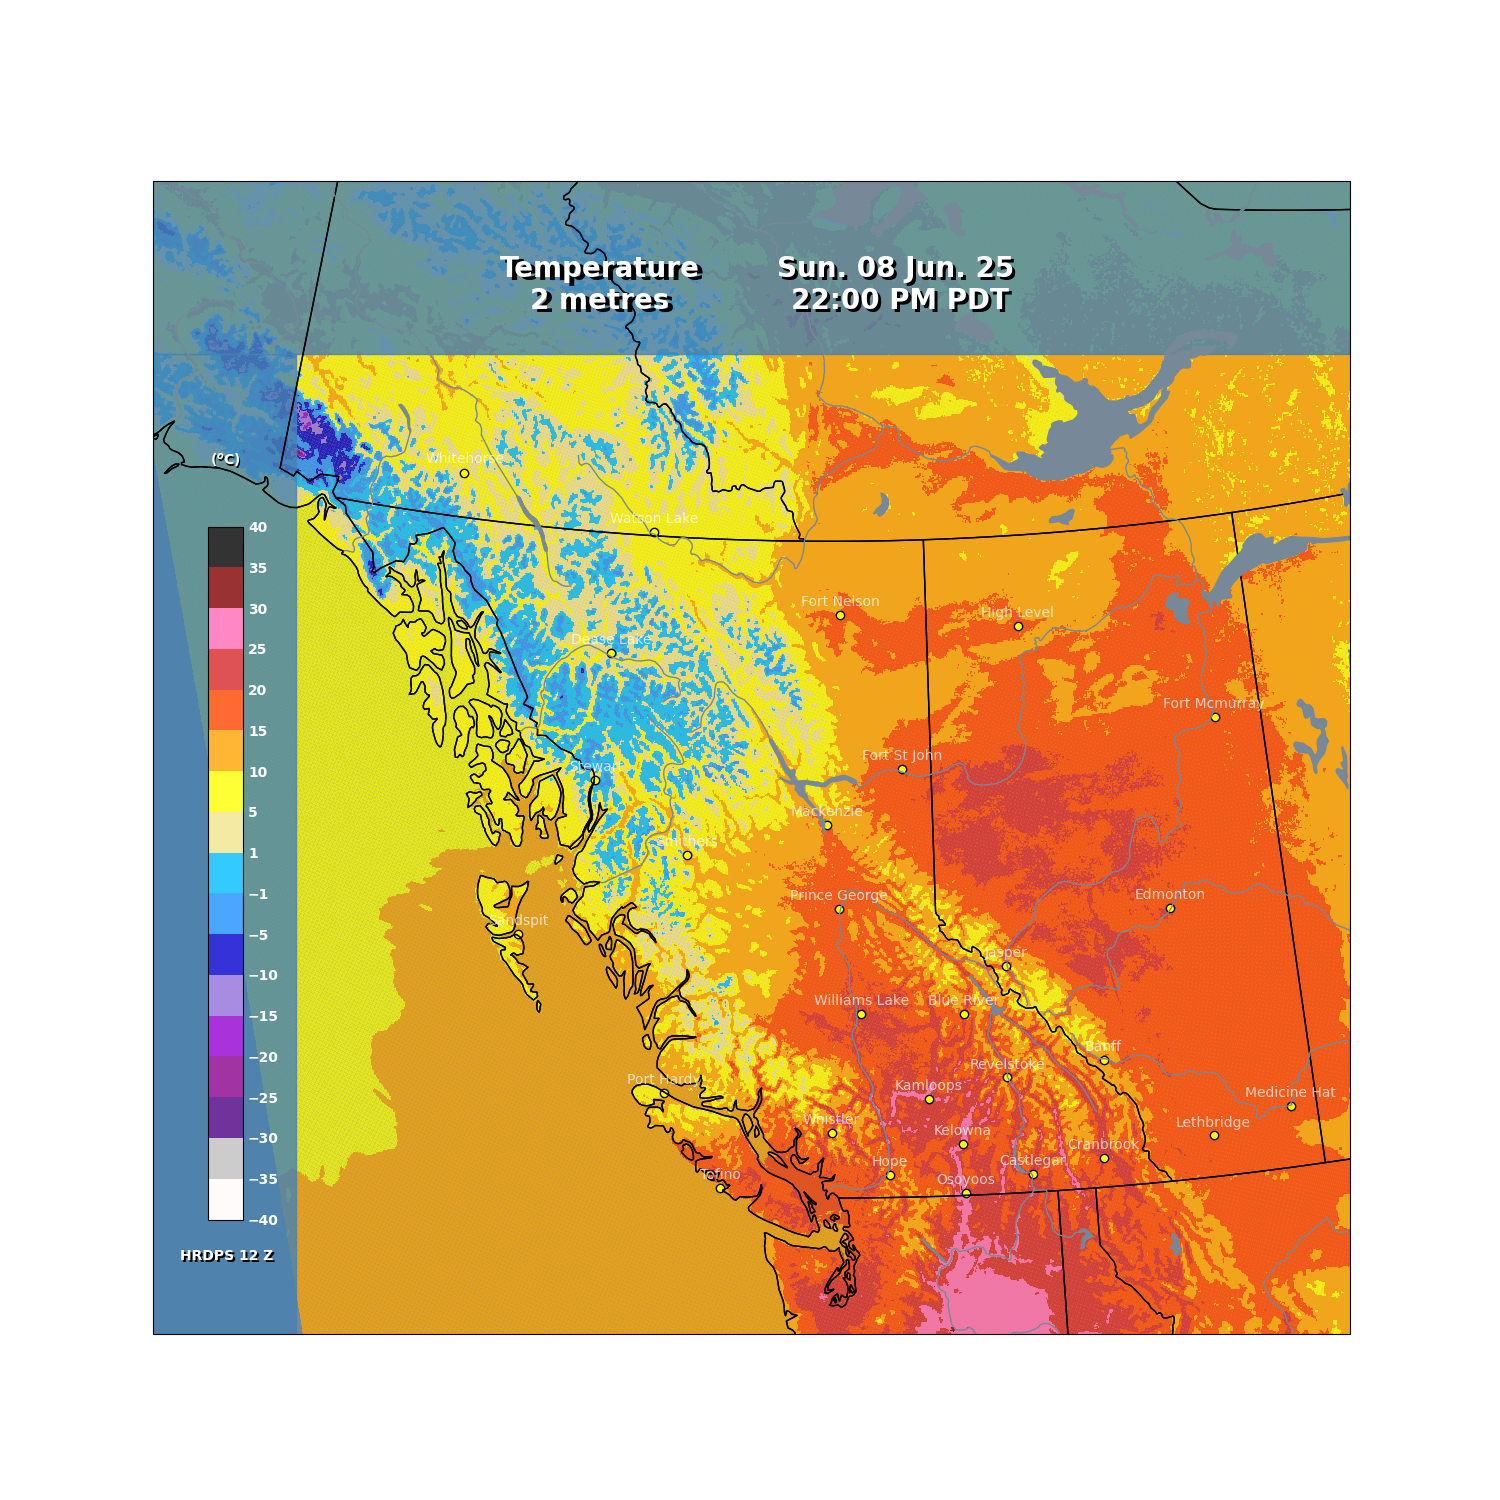 Temperature
2 metres
Sun. 08 Jun. 25
22:00 PM PDT
(°C)
40
35
30
25
20
15
10
5
1
−1
−5
−10
−15
−20
−25
−30
−35
−40
HRDPS 12 Z
Whitehorse
Watson Lake
Fort Nelson
High Level
Dease Lake
Fort Mcmurray
Fort St John
Stewart
Mackenzie
Smithers
Prince George
Edmonton
Sandspit
Jasper
Williams Lake
Blue River
Banff
Revelstoke
Port Hardy
Kamloops
Medicine Hat
Whistler
Lethbridge
Kelowna
Cranbrook
Hope
Castlegar
Tofino
Osoyoos